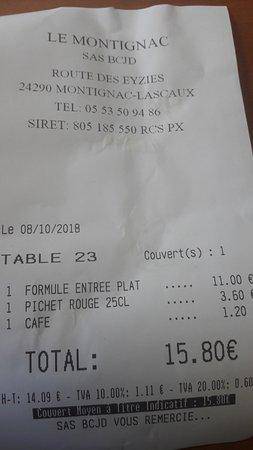 LE MONTIGNAC
SAS BCJD
ROUTE DES EYZIES
24290 MONTIGNAC-LASCAUX
TEL: 05 53 50 94 86
SIRET: 805 185 550 RCS PX
Le 08/10/2018
TABLE 23 Couvert(s) : 1
1 FORMULE ENTREE PLAT ..... 11.00 €
1 PICHET ROUGE 25CL ..... 3.60 €
1 CAFE ..... 1.20
TOTAL: 15.80€
H-T: 14.09 € - TVA 10.00%: 1.11 € - TVA 20.00%: 0.60
Couvert Moyen à titre Indicatif : 15.80€
SAS BCJD VOUS REMERCIE...